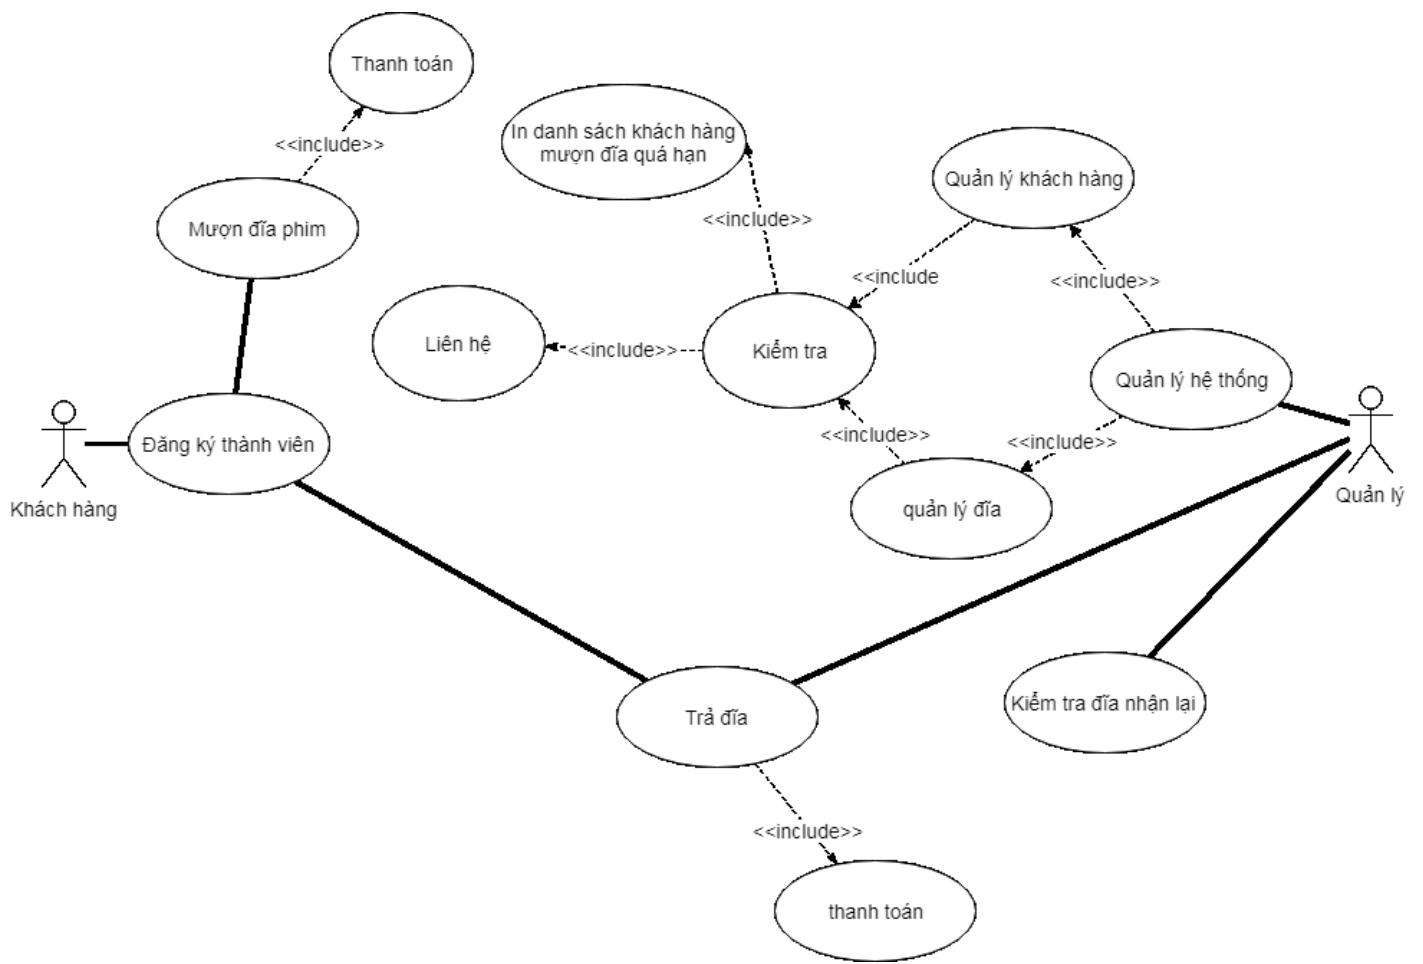 Thanh toán
<<include>>
In danh sách khách hàng
mượn đĩa quá hạn
Quản lý khách hàng
Mượn đĩa phim
<<include>>
<<include
<<include>>
Liên hệ
<<include>>
Kiểm tra
Quản lý hệ thống
<<include>>
<<include>>
Đăng ký thành viên
Khách hàng
quản lý đĩa
Quản lý
Trả đĩa
Kiểm tra đĩa nhận lại
<<include>>
thanh toán